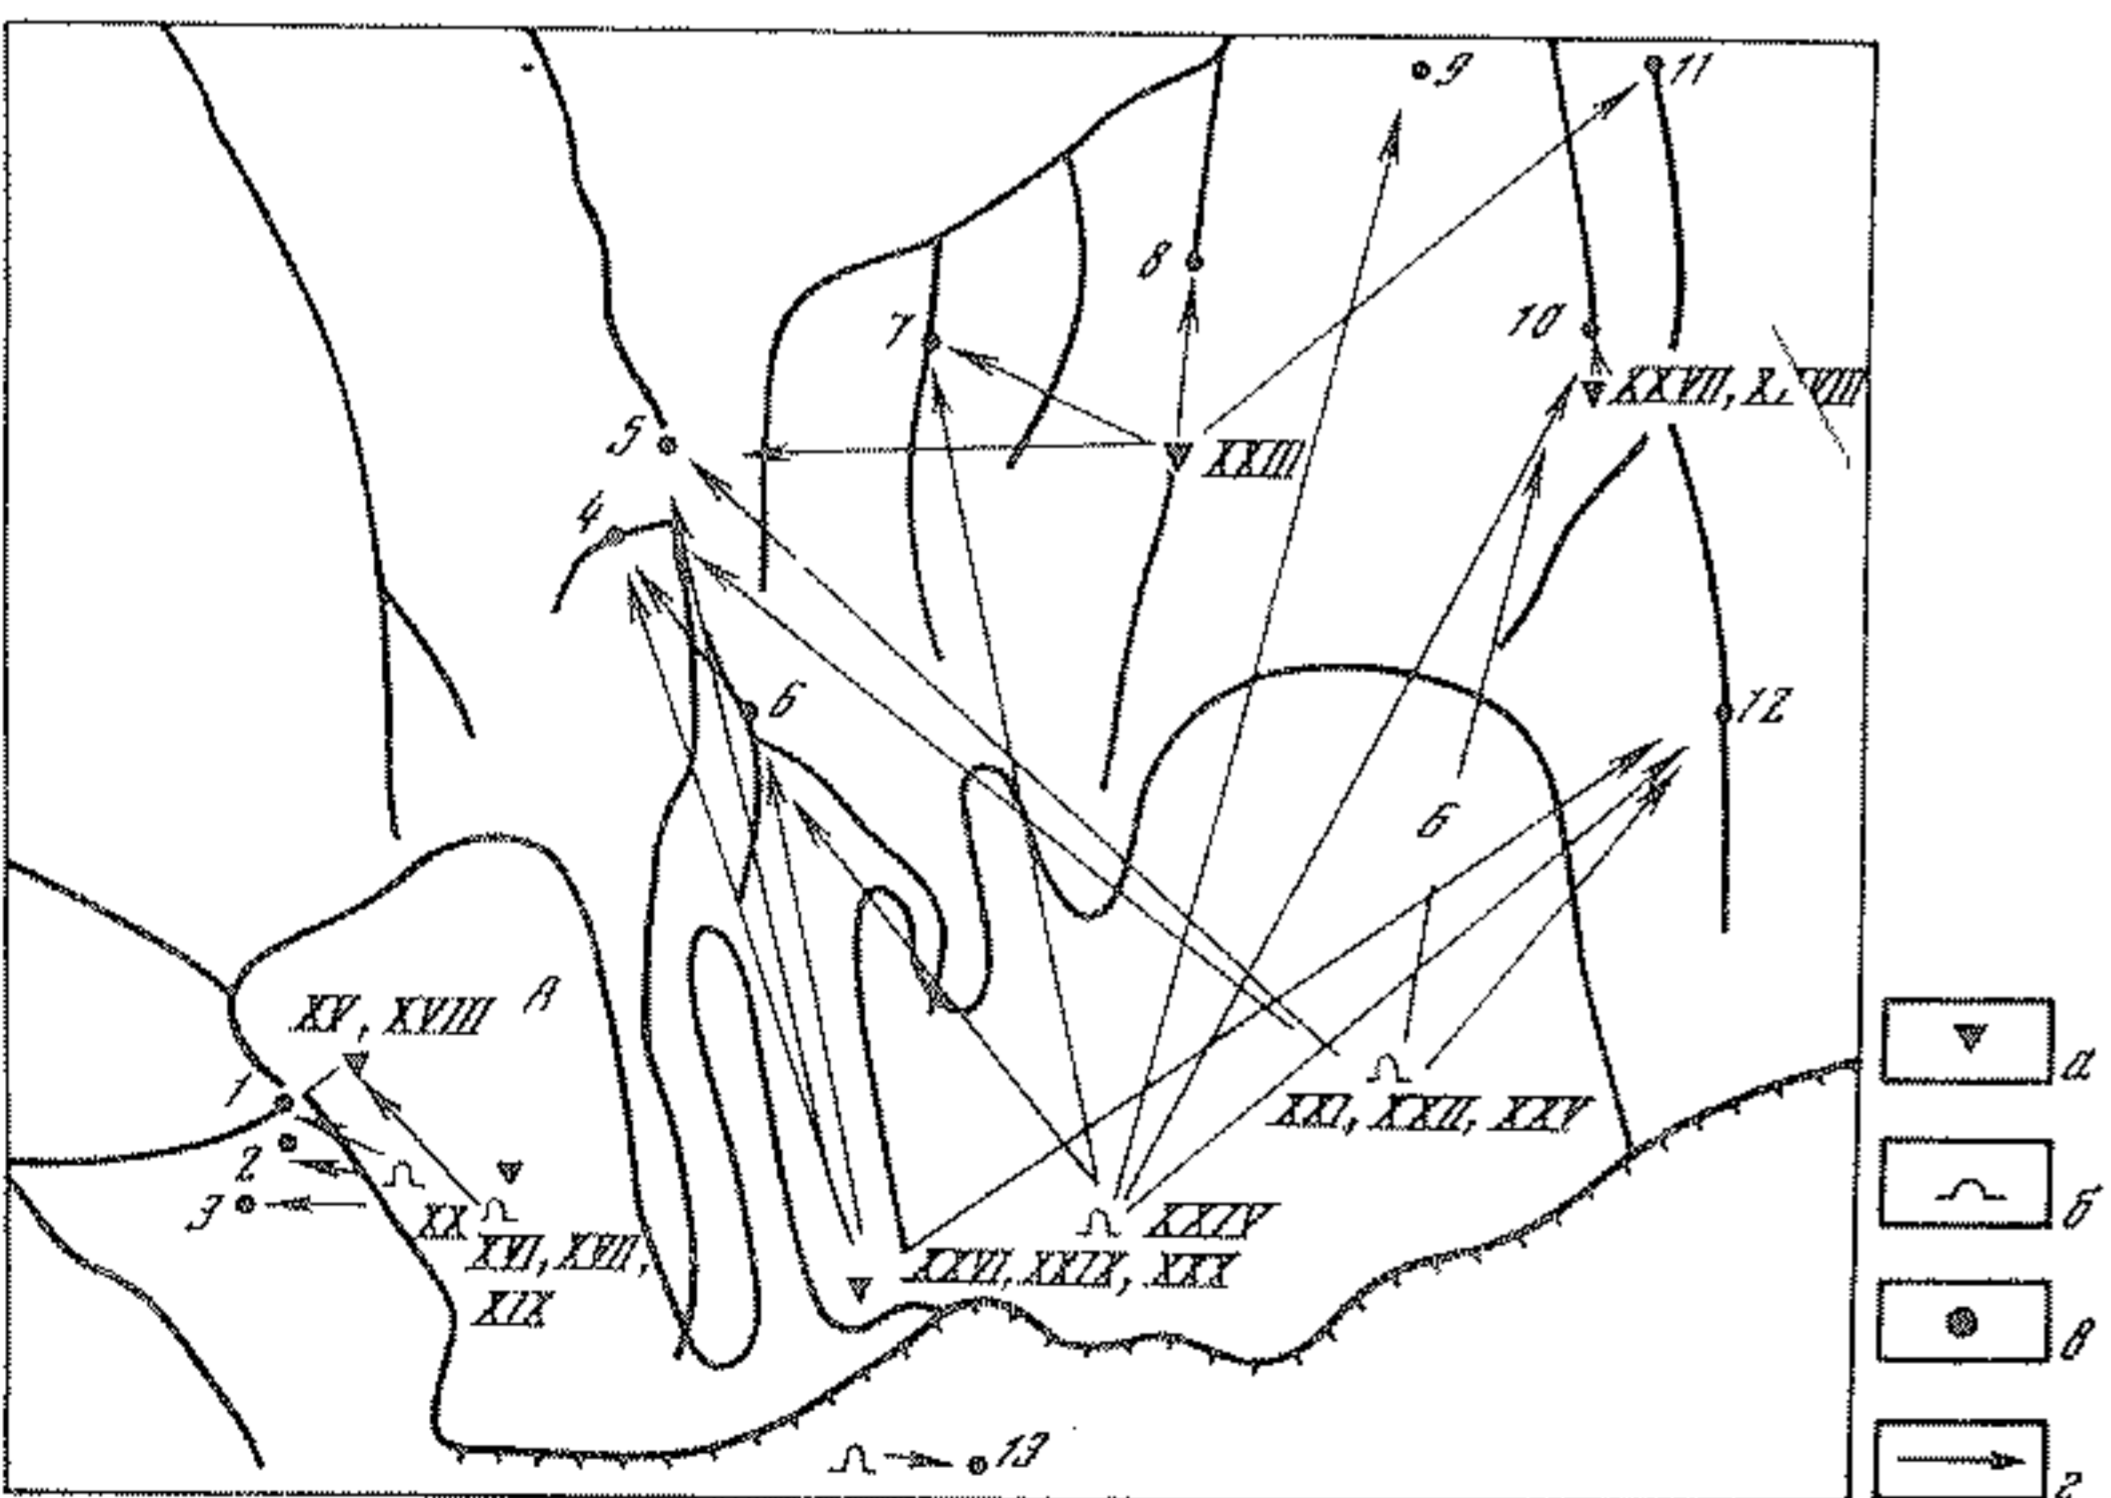 9
11
8
7
10
XXVII,
5
XXIII
4
6
12
Б
XV, XVIII
А
1
а
XXI, XXII, XXV
2
3
б
XX
XXIV
XVI, XVII,
XXVI, XXIX, XXX
XIX
в
13
г